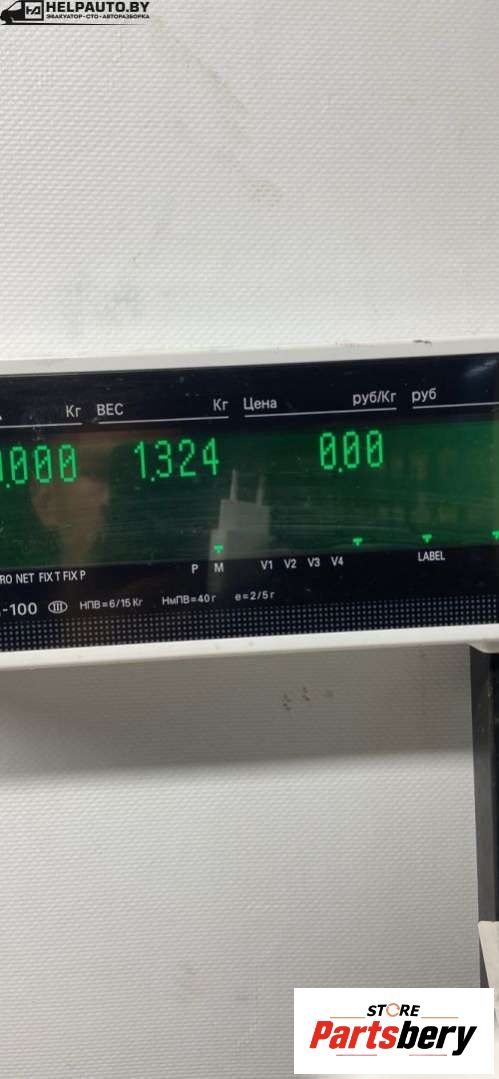 HELPAUTO.BY
ЭВАКУАТОР-СТО-АВТОРАЗБОРКА
Кг ВЕС Кг Цена руб/Кг руб
.000 1.324 0.00
P M V1 V2 V3 V4 LABEL
NET FIX T FIX P
-100 III НПВ=6/15 Кг НмПВ=40 г e=2/5 г
STORE
Partsbery